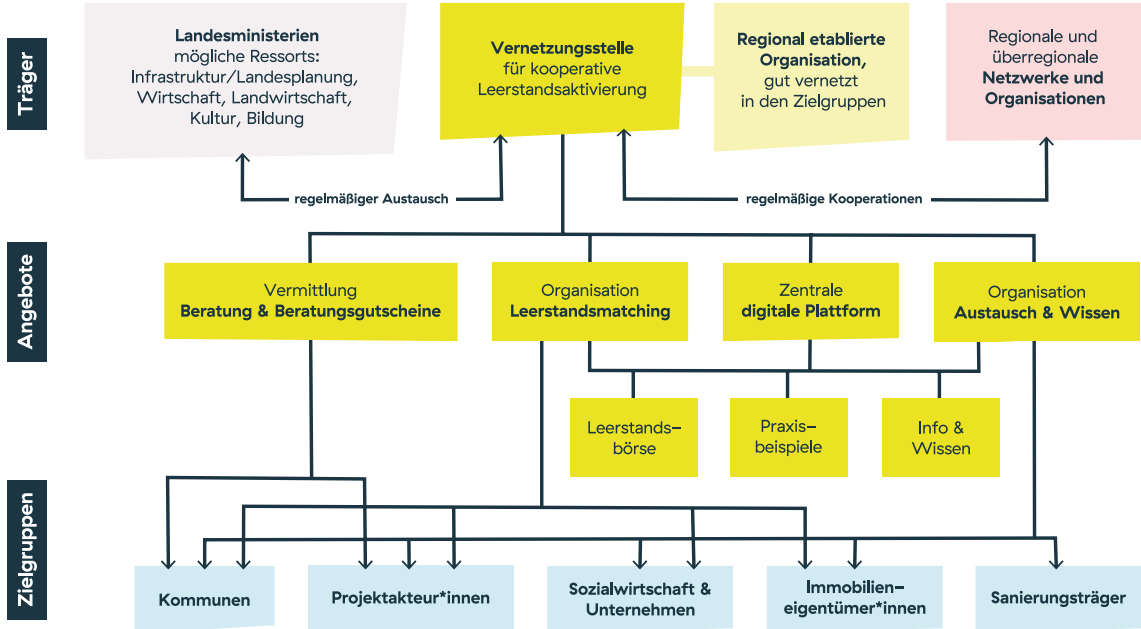 Träger
Landesministerien
mögliche Ressorts:
Infrastruktur/Landesplanung,
Wirtschaft, Landwirtschaft,
Kultur, Bildung
Vernetzungsstelle
für kooperative
Leerstandsaktivierung
Regional etablierte
Organisation,
gut vernetzt
in den Zielgruppen
Regionale und
überregionale
Netzwerke und
Organisationen
regelmäßiger Austausch
regelmäßige Kooperationen
Angebote
Vermittlung
Beratung & Beratungsgutscheine
Organisation
Leerstandsmatching
Zentrale
digitale Plattform
Organisation
Austausch & Wissen
Leerstands-
börse
Praxis-
beispiele
Info &
Wissen
Zielgruppen
Kommunen
Projektakteur*innen
Sozialwirtschaft &
Unternehmen
Immobilien-
eigentümer*innen
Sanierungsträger